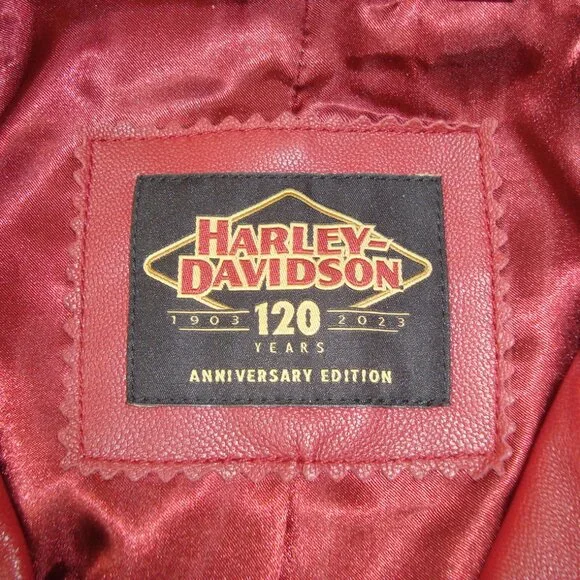 HARLEY-
DAVIDSON
1903 120 2023
YEARS
ANNIVERSARY EDITION